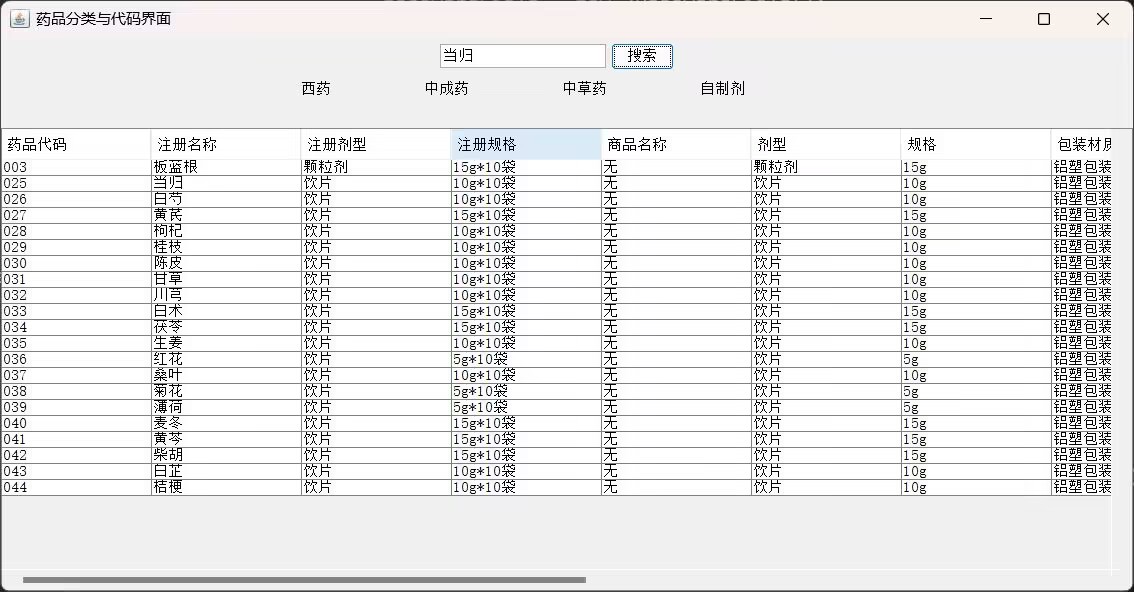 药品分类与代码界面
当归 搜索
西药 中成药 中草药 自制剂
药品代码 注册名称 注册剂型 注册规格 商品名称 剂型 规格 包装材质
003 板蓝根 颗粒剂 15g*10袋 无 颗粒剂 15g 铝塑包装
025 当归 饮片 10g*10袋 无 饮片 10g 铝塑包装
026 白芍 饮片 10g*10袋 无 饮片 10g 铝塑包装
027 黄芪 饮片 15g*10袋 无 饮片 15g 铝塑包装
028 枸杞 饮片 10g*10袋 无 饮片 10g 铝塑包装
029 桂枝 饮片 10g*10袋 无 饮片 10g 铝塑包装
030 陈皮 饮片 10g*10袋 无 饮片 10g 铝塑包装
031 甘草 饮片 10g*10袋 无 饮片 10g 铝塑包装
032 川芎 饮片 10g*10袋 无 饮片 10g 铝塑包装
033 白术 饮片 15g*10袋 无 饮片 15g 铝塑包装
034 茯苓 饮片 15g*10袋 无 饮片 15g 铝塑包装
035 生姜 饮片 10g*10袋 无 饮片 10g 铝塑包装
036 红花 饮片 5g*10袋 无 饮片 5g 铝塑包装
037 桑叶 饮片 10g*10袋 无 饮片 10g 铝塑包装
038 菊花 饮片 5g*10袋 无 饮片 5g 铝塑包装
039 薄荷 饮片 5g*10袋 无 饮片 5g 铝塑包装
040 麦冬 饮片 15g*10袋 无 饮片 15g 铝塑包装
041 黄芩 饮片 15g*10袋 无 饮片 15g 铝塑包装
042 柴胡 饮片 15g*10袋 无 饮片 15g 铝塑包装
043 白芷 饮片 10g*10袋 无 饮片 10g 铝塑包装
044 桔梗 饮片 10g*10袋 无 饮片 10g 铝塑包装